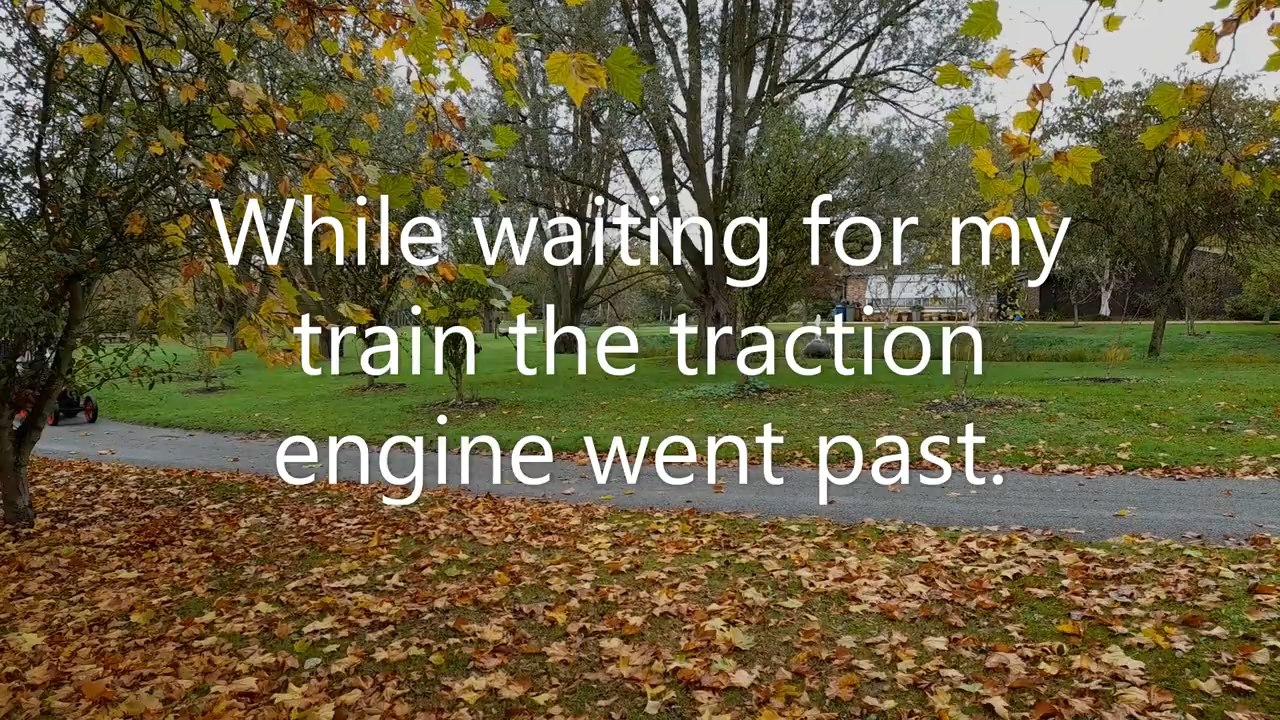 While waiting for my
train the traction
engine went past.